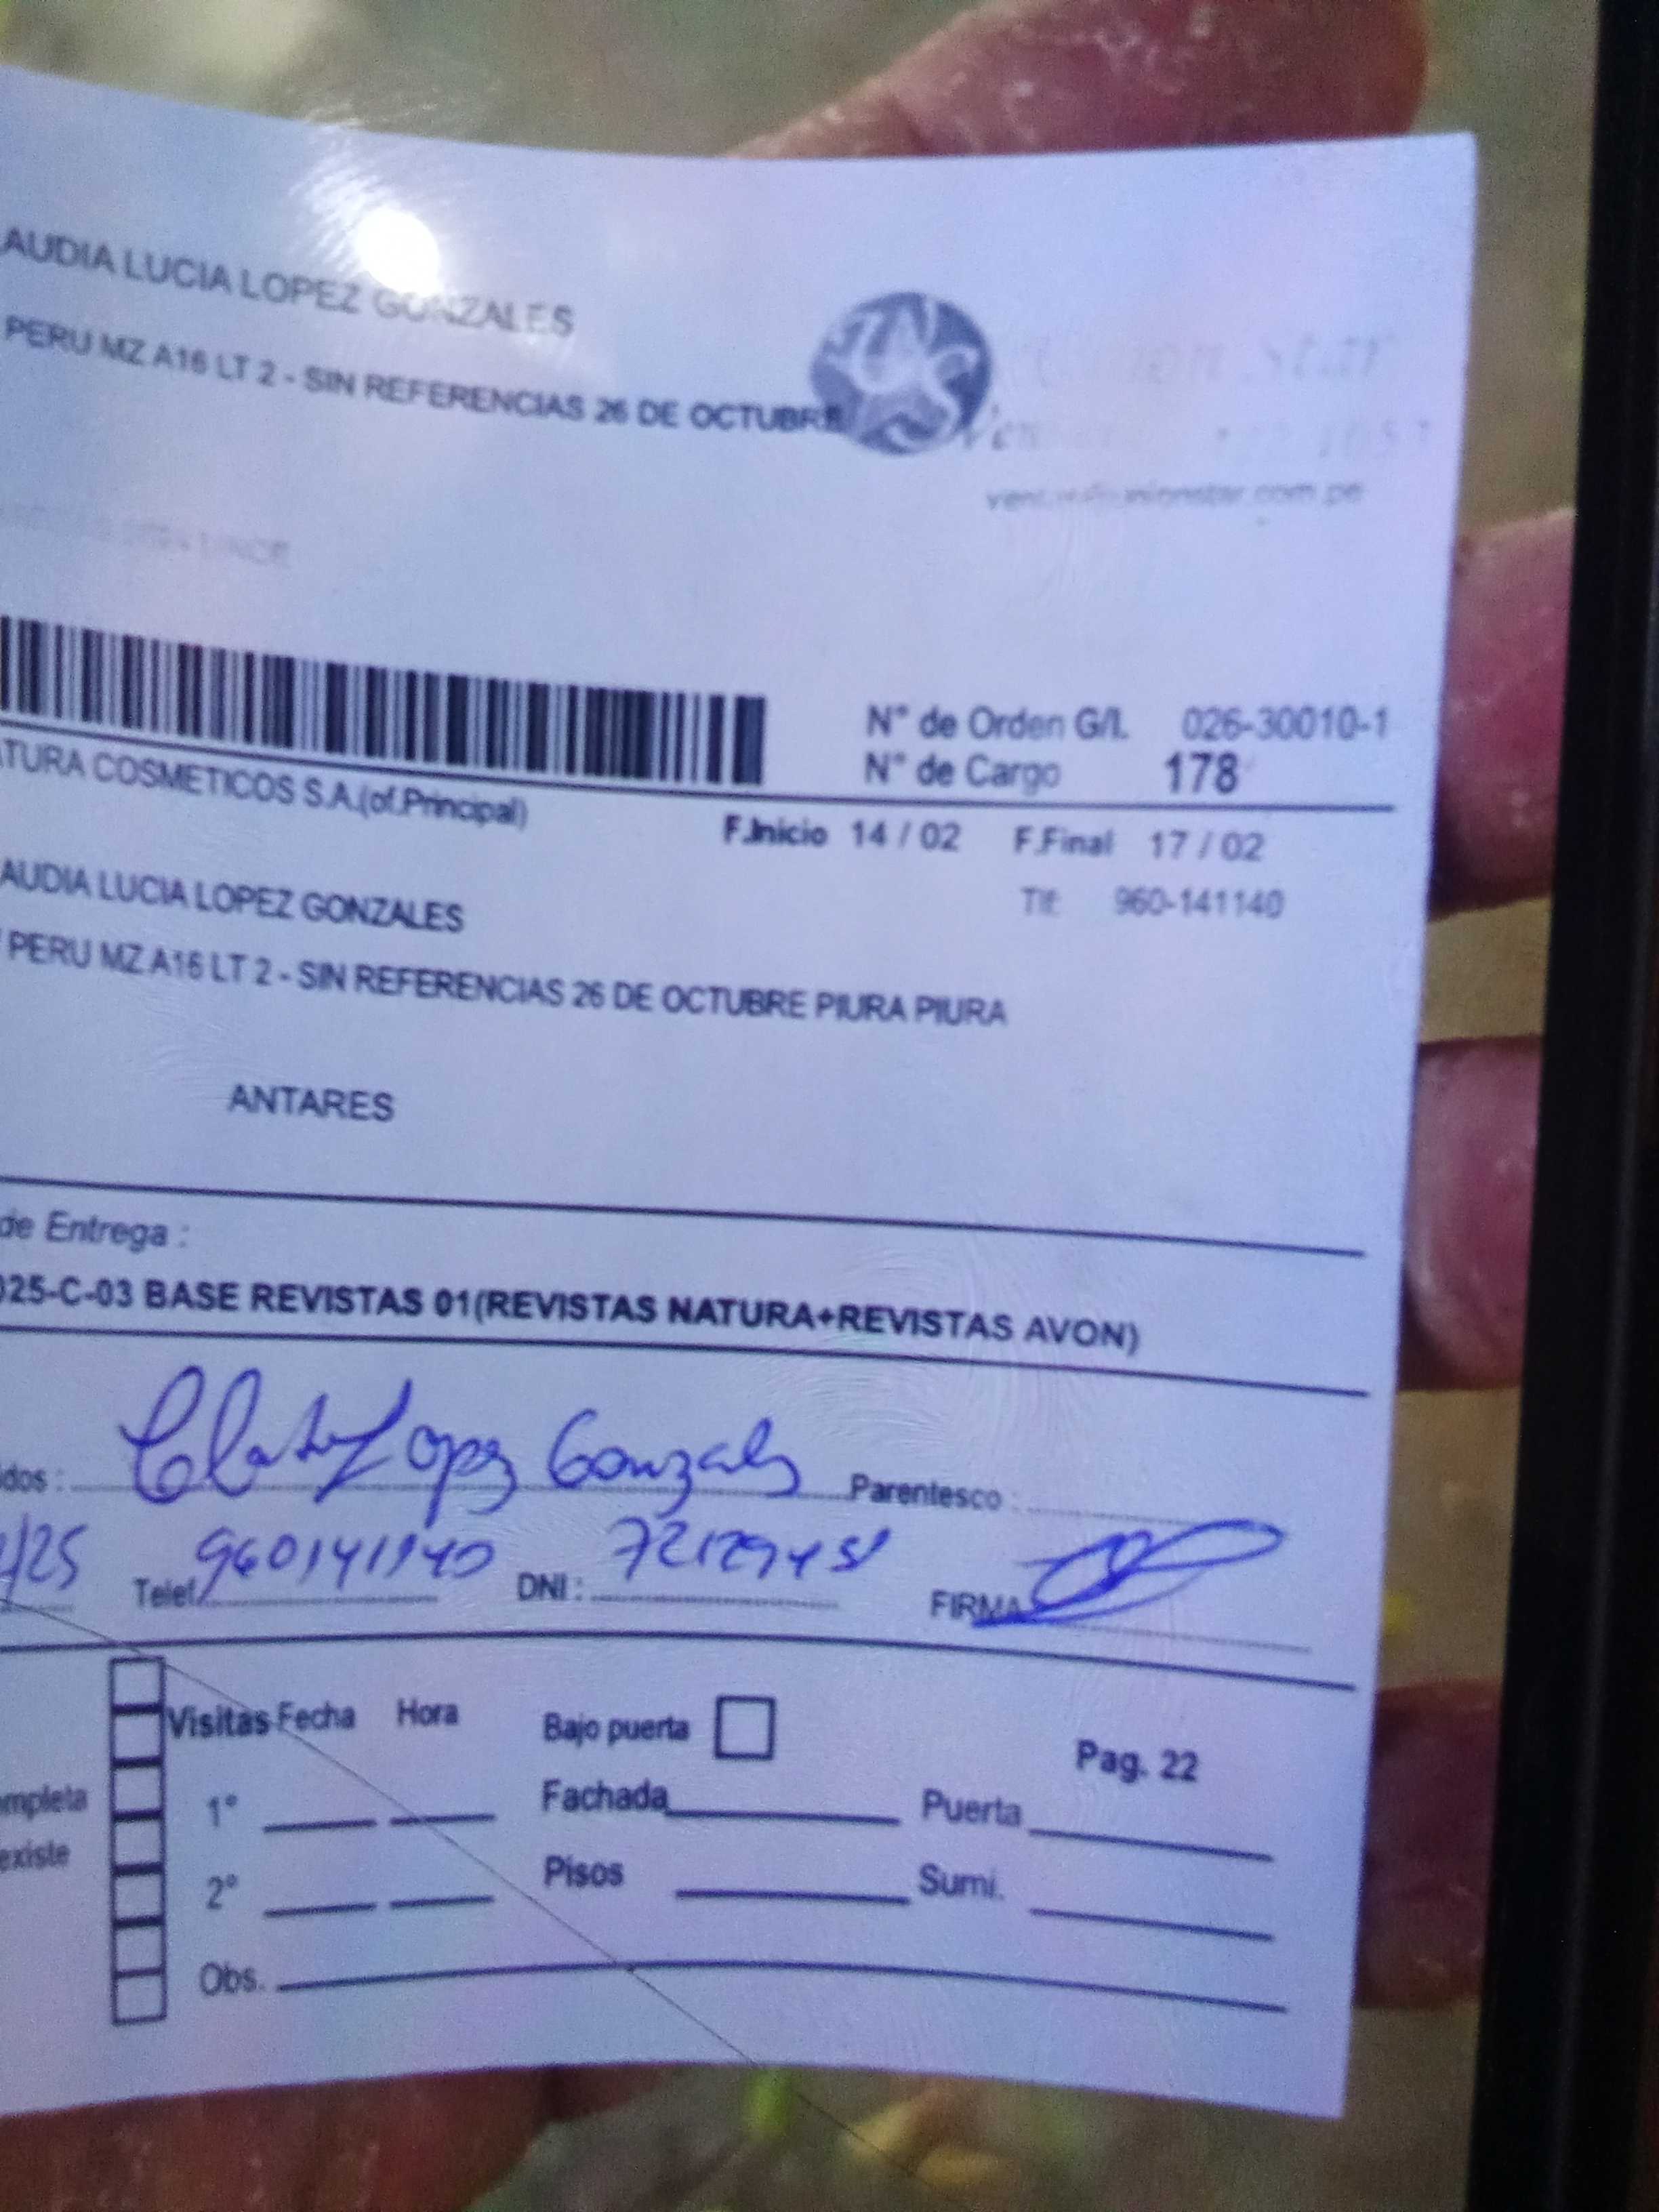 AUDIA LUCIA LOPEZ GONZALES
PERU MZ A16 LT 2 - SIN REFERENCIAS 26 DE OCTUBRE
N° de Orden G/I. 026-30010-1
N° de Cargo 178
ATURA COSMETICOS S.A.(of.Principal)
F.Inicio 14 / 02 F.Final 17 / 02
AUDIA LUCIA LOPEZ GONZALES
Tlf: 960-141140
PERU MZ A16 LT 2 - SIN REFERENCIAS 26 DE OCTUBRE PIURA PIURA
ANTARES
de Entrega :
025-C-03 BASE REVISTAS 01(REVISTAS NATURA+REVISTAS AVON)
idos : Lopez Gonzales Parentesco :
/25 Telef. 960141140 DNI : FIRMA
Visitas Fecha Hora Bajo puerta
Pag. 22
mpleta 1° Fachada Puerta
existe 2° Pisos Sumi.
Obs.